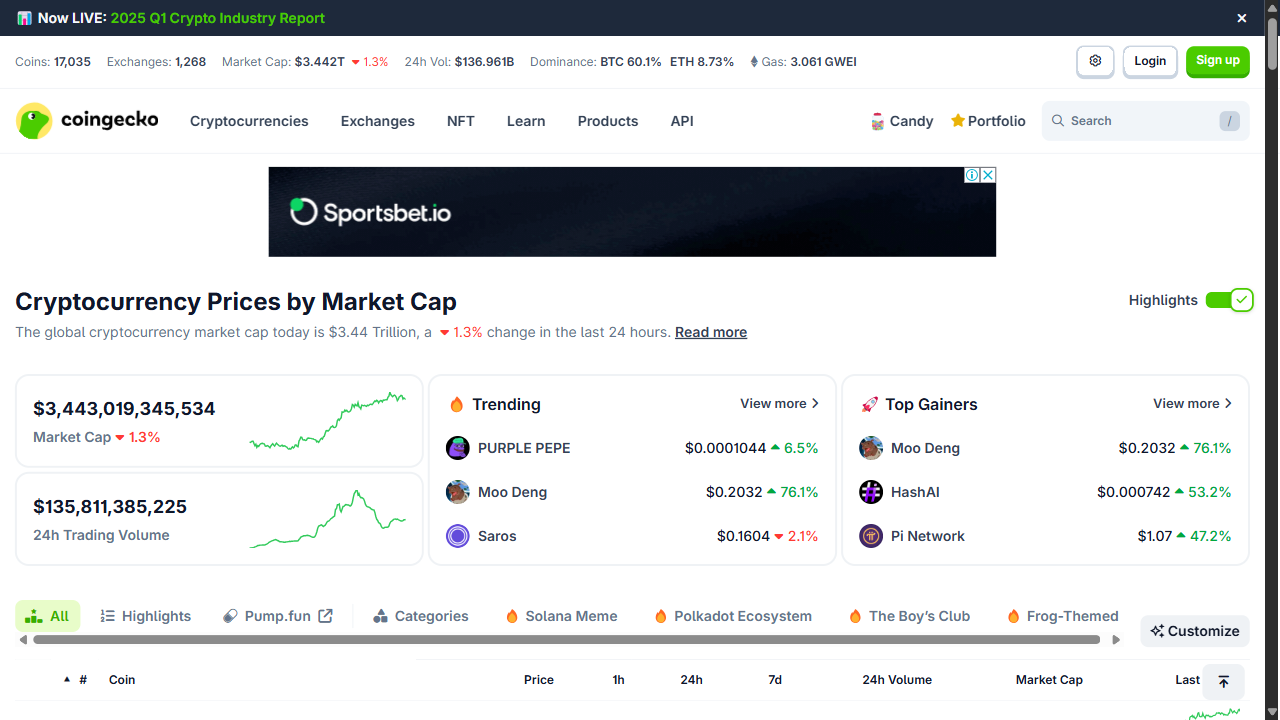 Now LIVE: 2025 Q1 Crypto Industry Report
Coins: 17,035 Exchanges: 1,268 Market Cap: $3.442T 1.3% 24h Vol: $136.961B Dominance: BTC 60.1% ETH 8.73% Gas: 3.061 GWEI Login Sign up
coingecko Cryptocurrencies Exchanges NFT Learn Products API Candy Portfolio Search /
Sportsbet.io
Cryptocurrency Prices by Market Cap Highlights
The global cryptocurrency market cap today is $3.44 Trillion, a 1.3% change in the last 24 hours. Read more
$3,443,019,345,534
Market Cap 1.3%
$135,811,385,225
24h Trading Volume
Trending View more
PURPLE PEPE $0.0001044 6.5%
Moo Deng $0.2032 76.1%
Saros $0.1604 2.1%
Top Gainers View more
Moo Deng $0.2032 76.1%
HashAI $0.000742 53.2%
Pi Network $1.07 47.2%
All Highlights Pump.fun Categories Solana Meme Polkadot Ecosystem The Boy's Club Frog-Themed
Customize
# Coin Price 1h 24h 7d 24h Volume Market Cap Last